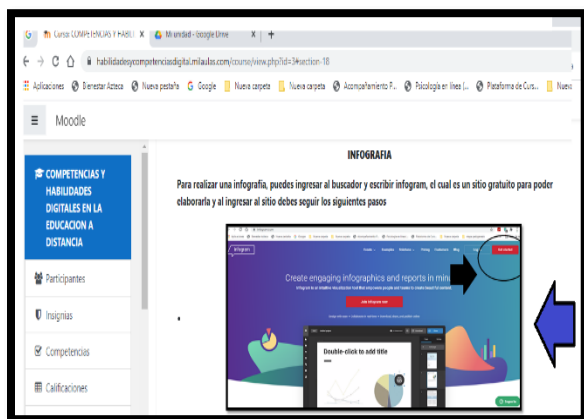 Curso: COMPETENCIAS Y HABILI X
Mi unidad - Google Drive X +
habilidadesycompetenciasdigital.milaulas.com/course/view.php?id=3#section-18
Aplicaciones Bienestar Azteca Nueva pestaña Google Nueva carpeta Nueva carpeta Acompañamiento P... Psicología en línea (... Plataforma de Curs... Nueva
Moodle
COMPETENCIAS Y
HABILIDADES
DIGITALES EN LA
EDUCACION A
DISTANCIA
Participantes
Insignias
Competencias
Calificaciones
INFOGRAFIA
Para realizar una infografía, puedes ingresar al buscador y escribir infogram, el cual es un sitio gratuito para poder
elaborarla y al ingresar al sitio debes seguir los siguientes pasos
infogram
Create engaging infographics and reports in minu
Double-click to add title